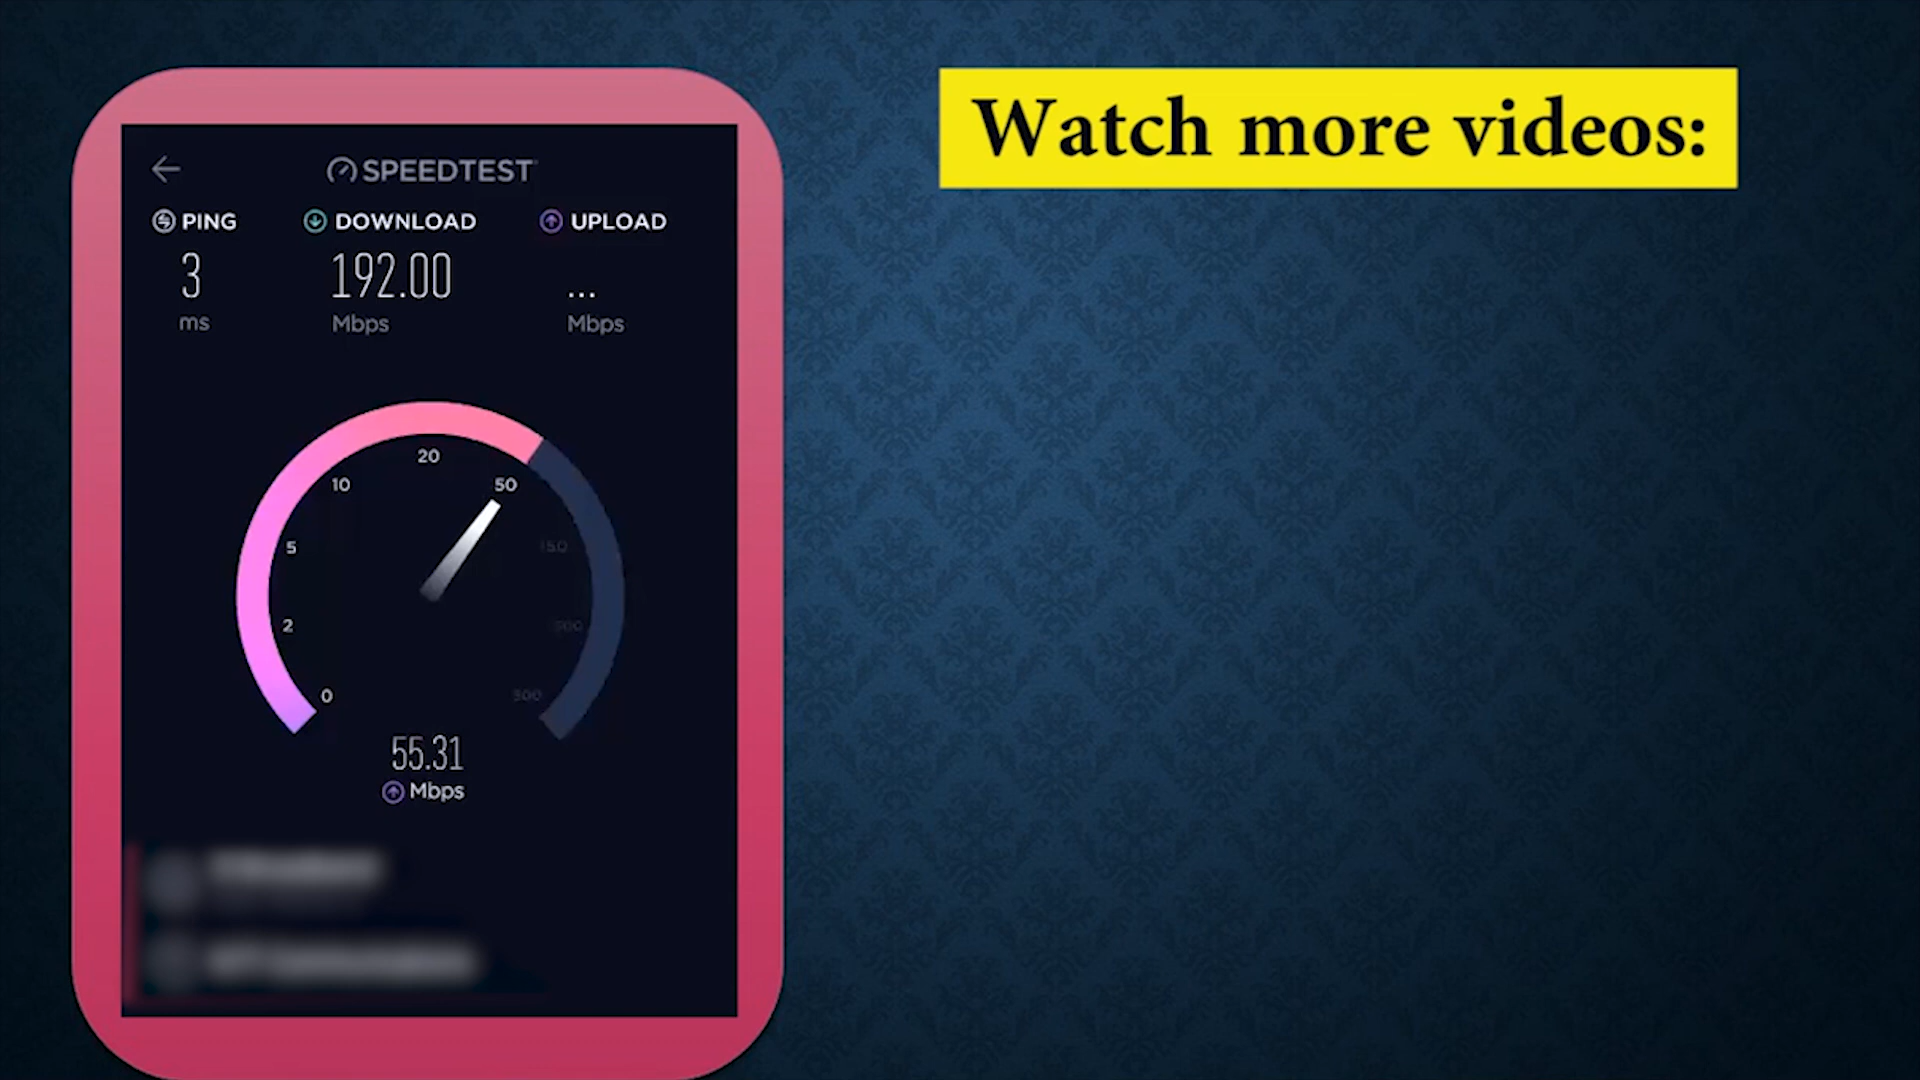 Watch more videos:
SPEEDTEST
PING
DOWNLOAD
UPLOAD
3
192.00
...
ms
Mbps
Mbps
20
10
50
5
2
0
55.31
Mbps